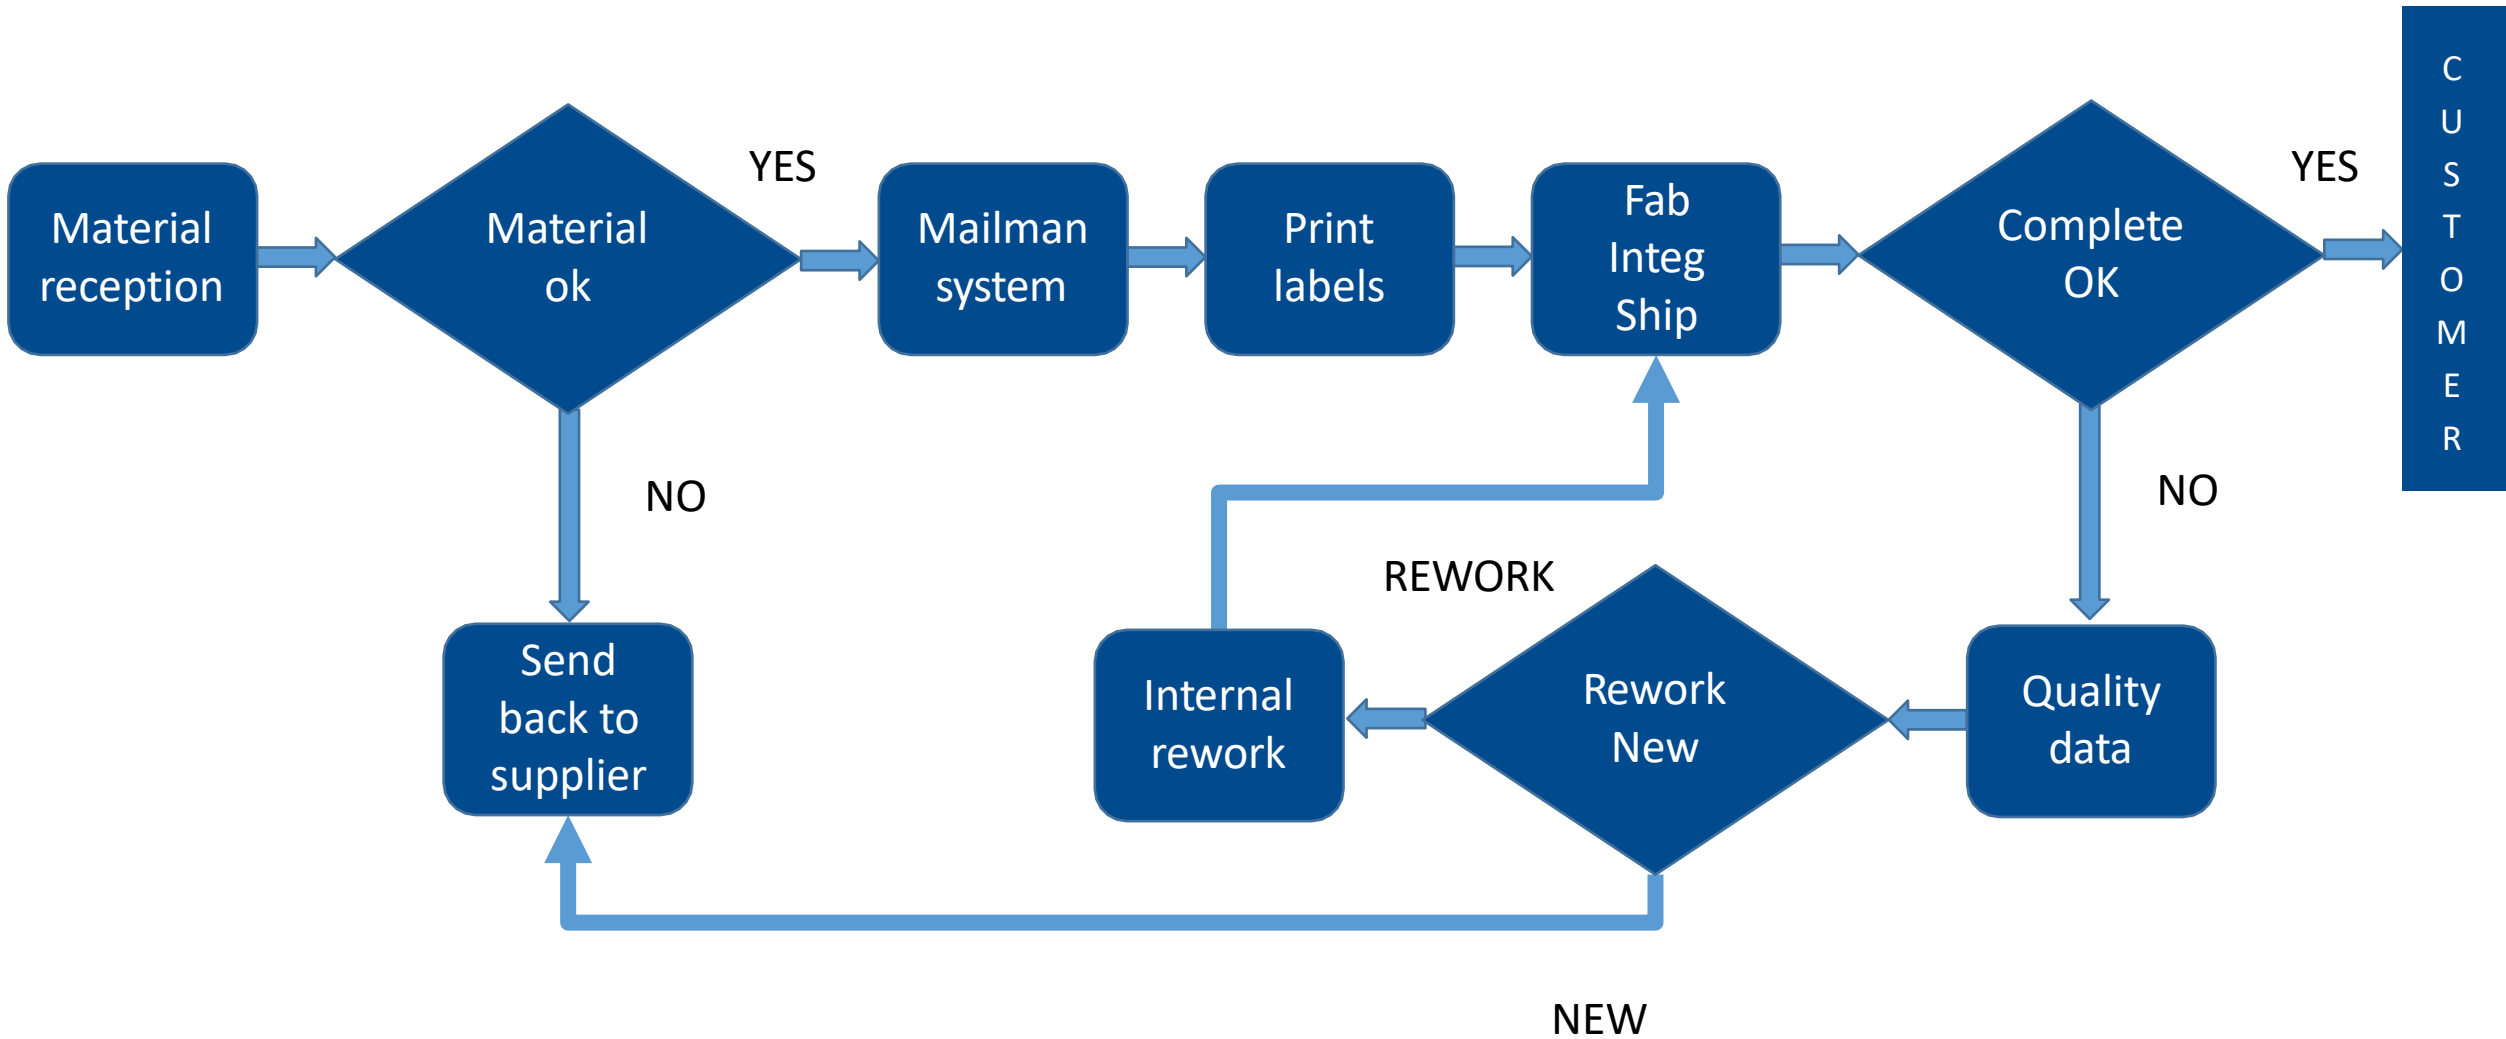 Material
reception
Material
ok
YES
Mailman
system
Print
labels
Fab
Integ
Ship
Complete
OK
YES
C
U
S
T
O
M
E
R
NO
NO
Send
back to
supplier
REWORK
Internal
rework
Rework
New
Quality
data
NEW